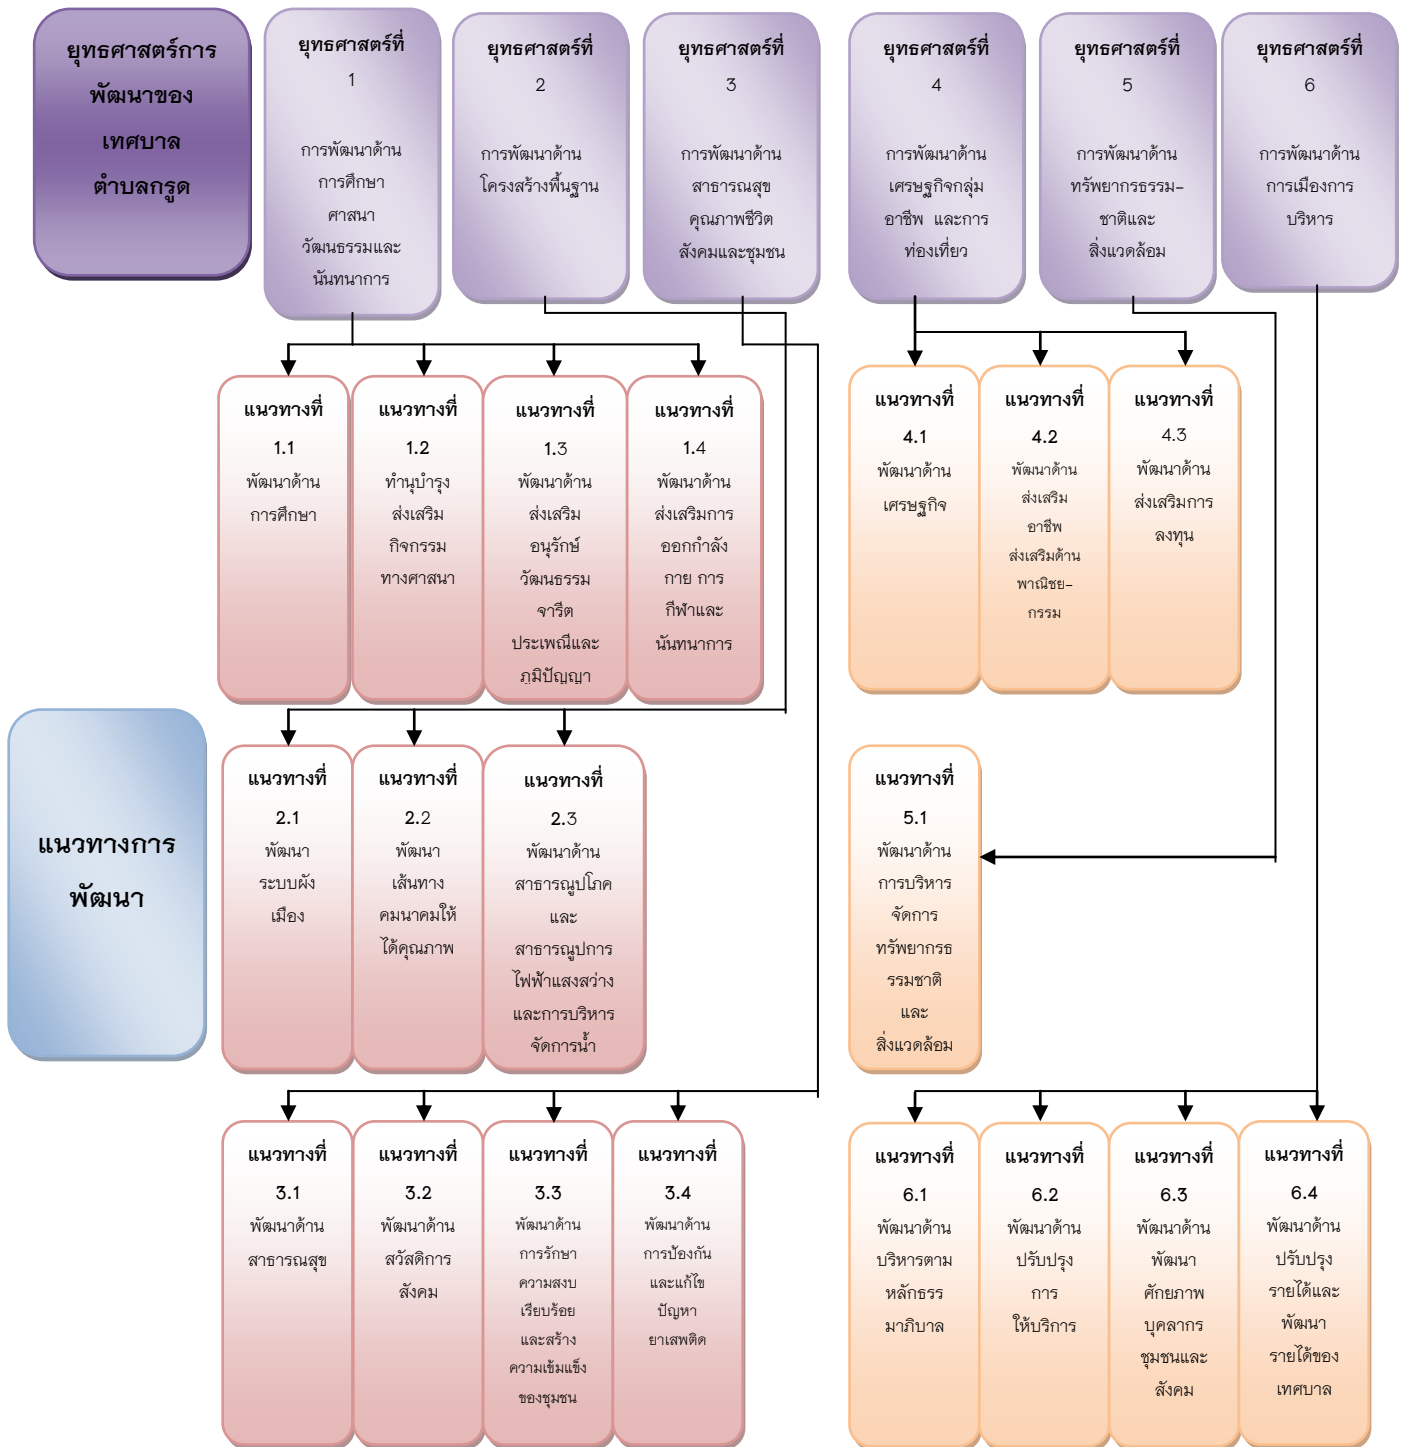 ยุทธศาสตร์การ
พัฒนาของ
เทศบาล
ตำบลกรูด
ยุทธศาสตร์ที่
1
การพัฒนาด้าน
การศึกษา
ศาสนา
วัฒนธรรมและ
นันทนาการ
ยุทธศาสตร์ที่
2
การพัฒนาด้าน
โครงสร้างพื้นฐาน
ยุทธศาสตร์ที่
3
การพัฒนาด้าน
สาธารณสุข
คุณภาพชีวิต
สังคมและชุมชน
ยุทธศาสตร์ที่
4
การพัฒนาด้าน
เศรษฐกิจกลุ่ม
อาชีพ และการ
ท่องเที่ยว
ยุทธศาสตร์ที่
5
การพัฒนาด้าน
ทรัพยากรธรรม-
ชาติและ
สิ่งแวดล้อม
ยุทธศาสตร์ที่
6
การพัฒนาด้าน
การเมืองการ
บริหาร
แนวทางที่
1.1
พัฒนาด้าน
การศึกษา
แนวทางที่
1.2
ทำนุบำรุง
ส่งเสริม
กิจกรรม
ทางศาสนา
แนวทางที่
1.3
พัฒนาด้าน
ส่งเสริม
อนุรักษ์
วัฒนธรรม
จารีต
ประเพณีและ
ภูมิปัญญา
แนวทางที่
1.4
พัฒนาด้าน
ส่งเสริมการ
ออกกำลัง
กาย การ
กีฬาและ
นันทนาการ
แนวทางที่
4.1
พัฒนาด้าน
เศรษฐกิจ
แนวทางที่
4.2
พัฒนาด้าน
ส่งเสริม
อาชีพ
ส่งเสริมด้าน
พาณิชย-
กรรม
แนวทางที่
4.3
พัฒนาด้าน
ส่งเสริมการ
ลงทุน
แนวทางการ
พัฒนา
แนวทางที่
2.1
พัฒนา
ระบบผัง
เมือง
แนวทางที่
2.2
พัฒนา
เส้นทาง
คมนาคมให้
ได้คุณภาพ
แนวทางที่
2.3
พัฒนาด้าน
สาธารณูปโภค
และ
สาธารณูปการ
ไฟฟ้าแสงสว่าง
และการบริหาร
จัดการน้ำ
แนวทางที่
5.1
พัฒนาด้าน
การบริหาร
จัดการ
ทรัพยากรธ
รรมชาติ
และ
สิ่งแวดล้อม
แนวทางที่
3.1
พัฒนาด้าน
สาธารณสุข
แนวทางที่
3.2
พัฒนาด้าน
สวัสดิการ
สังคม
แนวทางที่
3.3
พัฒนาด้าน
การรักษา
ความสงบ
เรียบร้อย
และสร้าง
ความเข้มแข็ง
ของชุมชน
แนวทางที่
3.4
พัฒนาด้าน
การป้องกัน
และแก้ไข
ปัญหา
ยาเสพติด
แนวทางที่
6.1
พัฒนาด้าน
บริหารตาม
หลักธรร
มาภิบาล
แนวทางที่
6.2
พัฒนาด้าน
ปรับปรุง
การ
ให้บริการ
แนวทางที่
6.3
พัฒนาด้าน
พัฒนา
ศักยภาพ
บุคลากร
ชุมชนและ
สังคม
แนวทางที่
6.4
พัฒนาด้าน
ปรับปรุง
รายได้และ
พัฒนา
รายได้ของ
เทศบาล